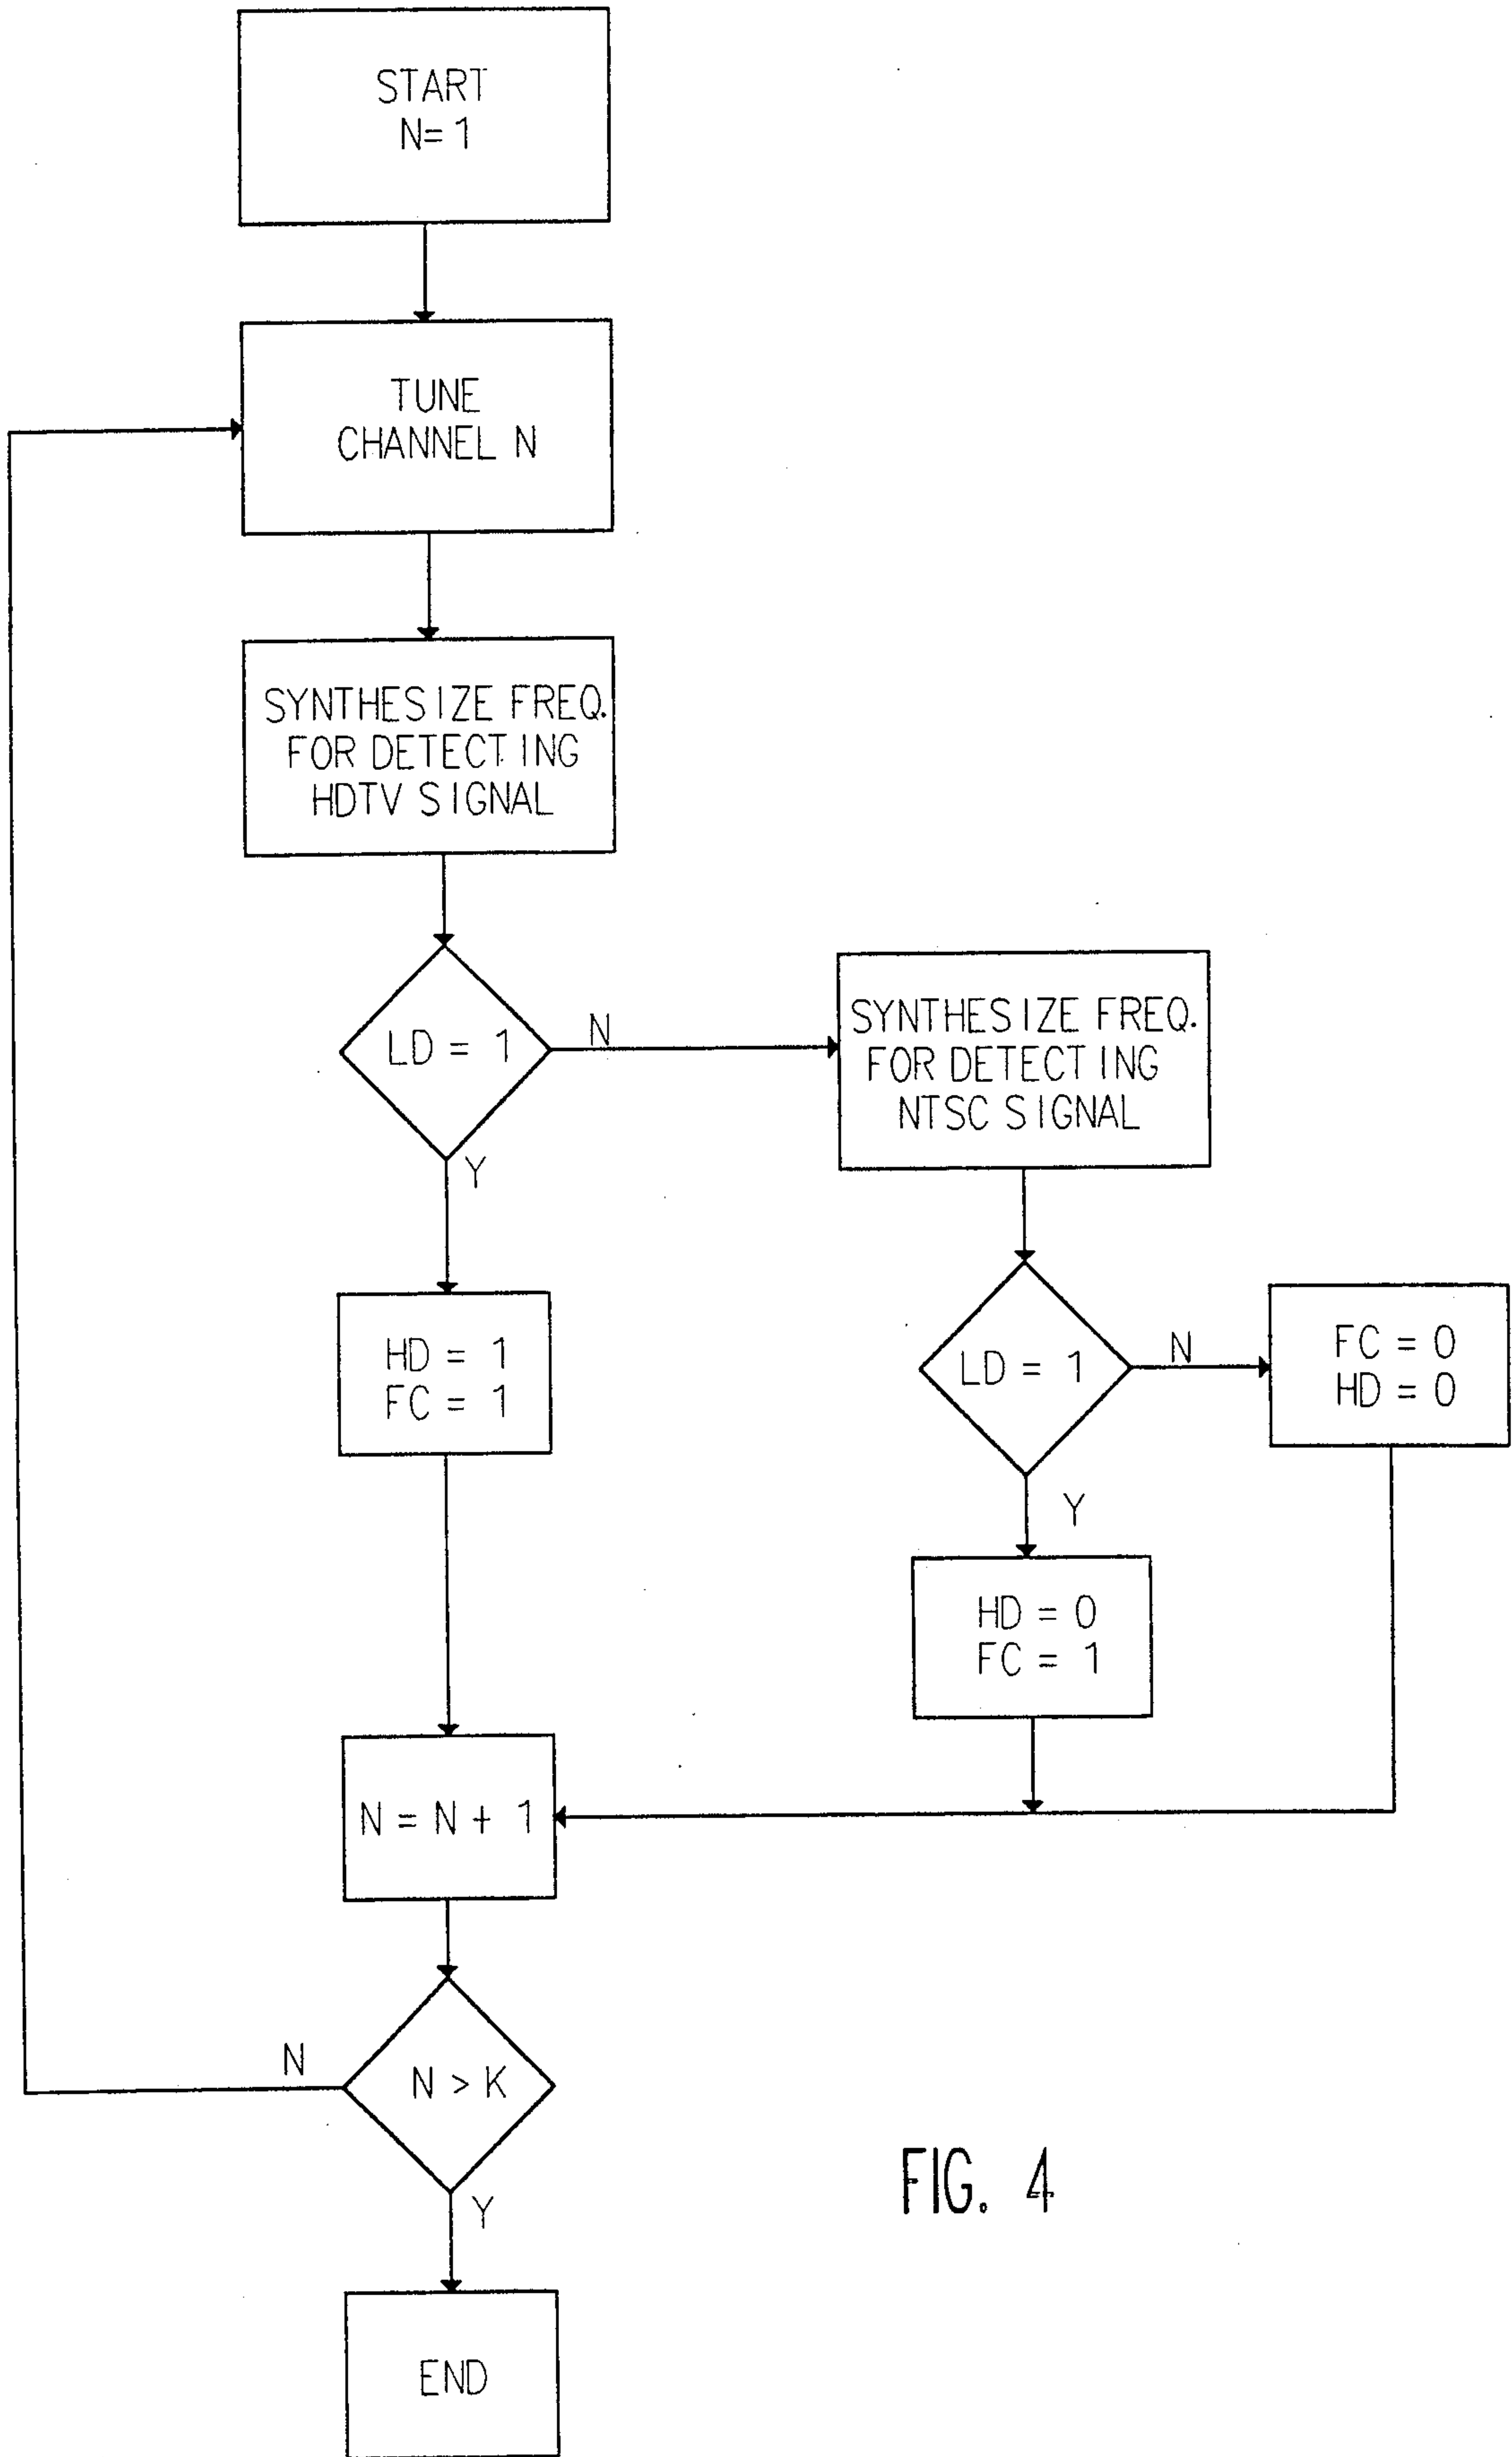 START
N= 1
TUNE
CHANNEL N
SYNTHESIZE FREQ.
FOR DETECTING
HDTV SIGNAL
LD = 1
N
Y
SYNTHESIZE FREQ.
FOR DETECTING
NTSC SIGNAL
LD = 1
N
Y
FC = 0
HD = 0
HD = 1
FC = 1
HD = 0
FC = 1
N = N + 1
N > K
N
Y
END
FIG. 4